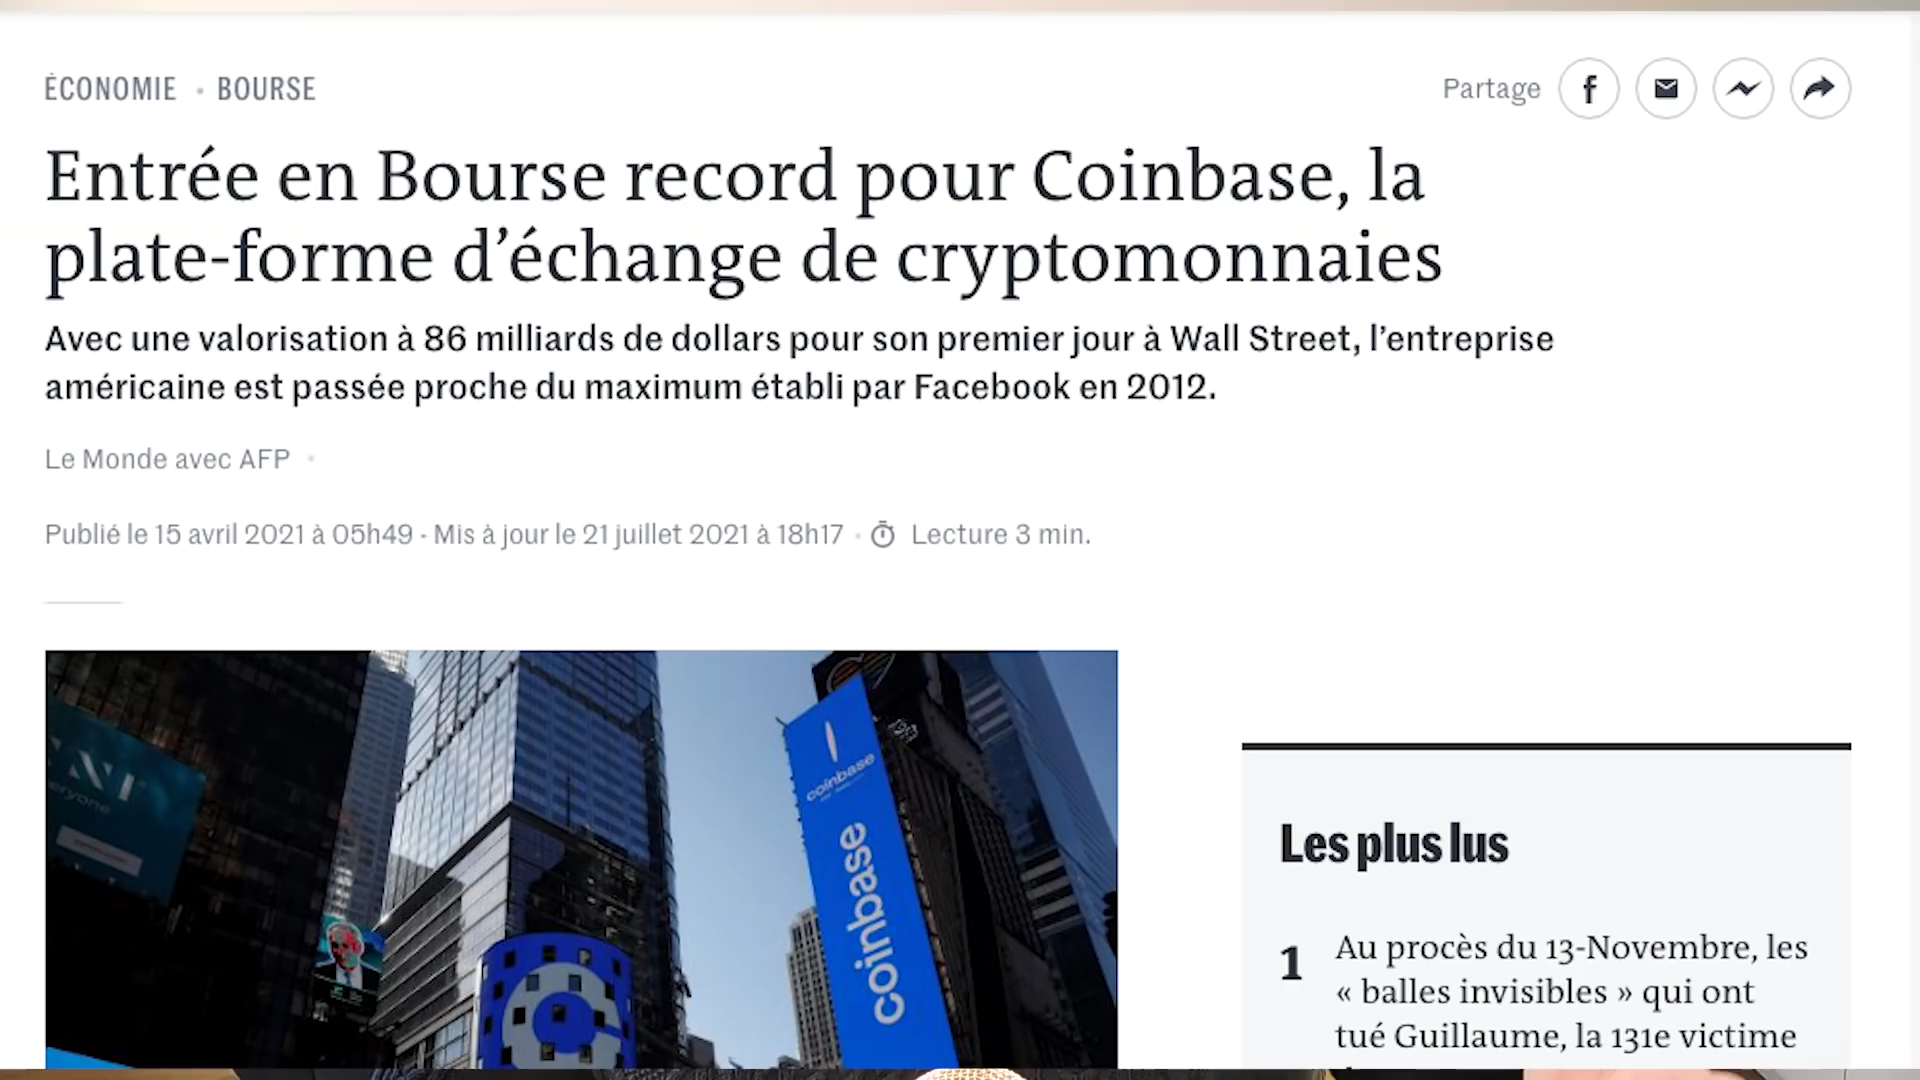 ÉCONOMIE • BOURSE
Partage
Entrée en Bourse record pour Coinbase, la
plate-forme d’échange de cryptomonnaies
Avec une valorisation à 86 milliards de dollars pour son premier jour à Wall Street, l’entreprise
américaine est passée proche du maximum établi par Facebook en 2012.
Le Monde avec AFP •
Publié le 15 avril 2021 à 05h49 - Mis à jour le 21 juillet 2021 à 18h17 • Lecture 3 min.
coinbase
coinbase
Les plus lus
1 Au procès du 13-Novembre, les
« balles invisibles » qui ont
tué Guillaume, la 131e victime